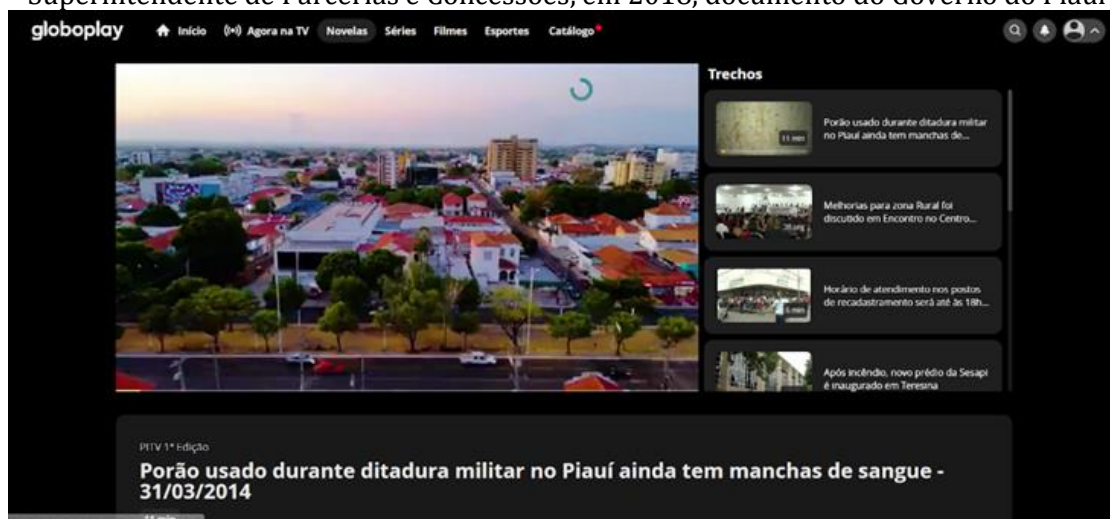 Superintendente de Parcerias e Concessões, em 2018, documento do Governo do Piauí
globoplay Início Agora na TV Novelas Séries Filmes Esportes Catálogo
Trechos
Porão usado durante ditadura militar
no Piauí ainda tem manchas de...
11 min
Melhorias para zona Rural foi
discutido em Encontro no Centro...
Horário de atendimento nos postos
de recadastramento será até às 18h...
6 min
Após incêndio, novo prédio da Sesapi
é inaugurado em Teresina
PITV 1ª Edição
Porão usado durante ditadura militar no Piauí ainda tem manchas de sangue -
31/03/2014